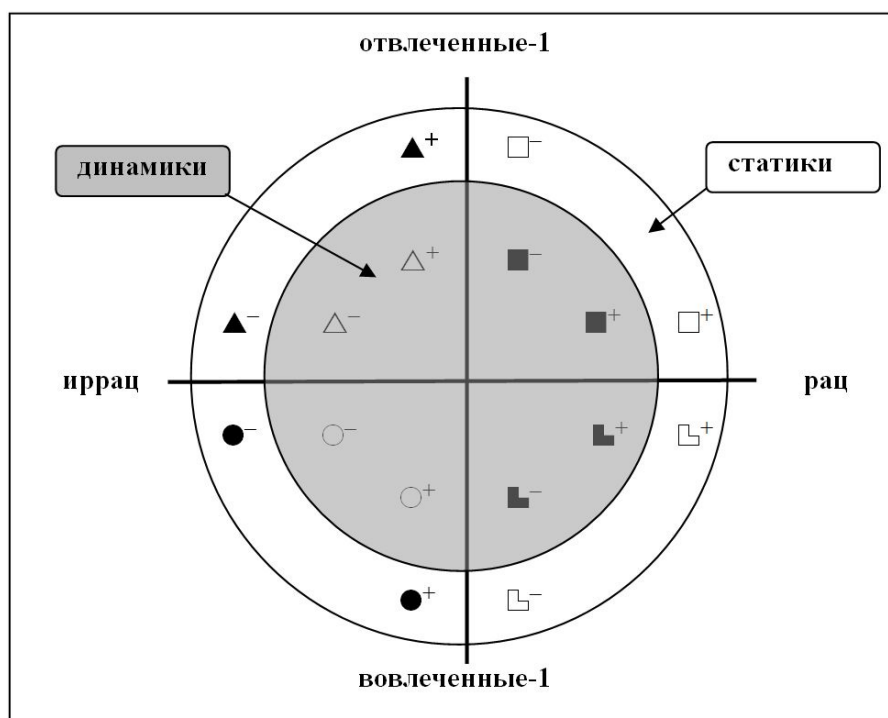 отвлеченные-1
динамики
статики
иррац
рац
вовлеченные-1